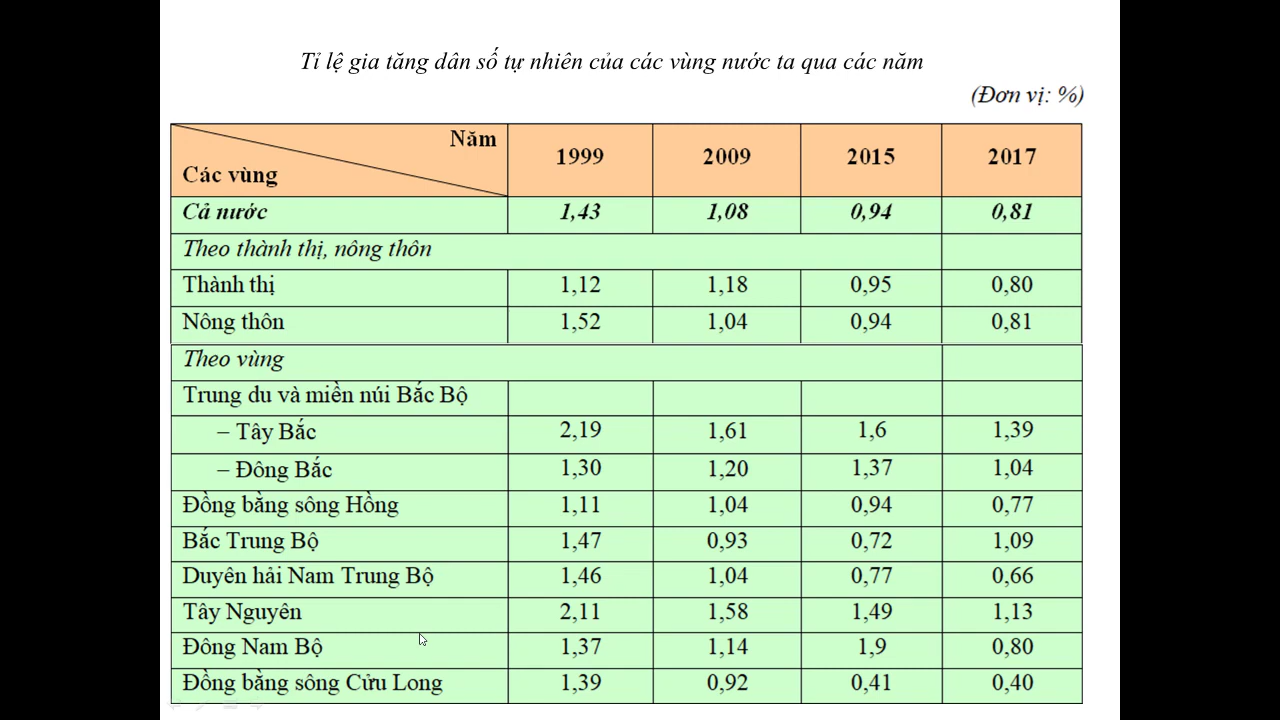 Tỉ lệ gia tăng dân số tự nhiên của các vùng nước ta qua các năm
(Đơn vị: %)
Năm
Các vùng 1999 2009 2015 2017
Cả nước 1,43 1,08 0,94 0,81
Theo thành thị, nông thôn
Thành thị 1,12 1,18 0,95 0,80
Nông thôn 1,52 1,04 0,94 0,81
Theo vùng
Trung du và miền núi Bắc Bộ
– Tây Bắc 2,19 1,61 1,6 1,39
– Đông Bắc 1,30 1,20 1,37 1,04
Đồng bằng sông Hồng 1,11 1,04 0,94 0,77
Bắc Trung Bộ 1,47 0,93 0,72 1,09
Duyên hải Nam Trung Bộ 1,46 1,04 0,77 0,66
Tây Nguyên 2,11 1,58 1,49 1,13
Đông Nam Bộ 1,37 1,14 1,9 0,80
Đồng bằng sông Cửu Long 1,39 0,92 0,41 0,40